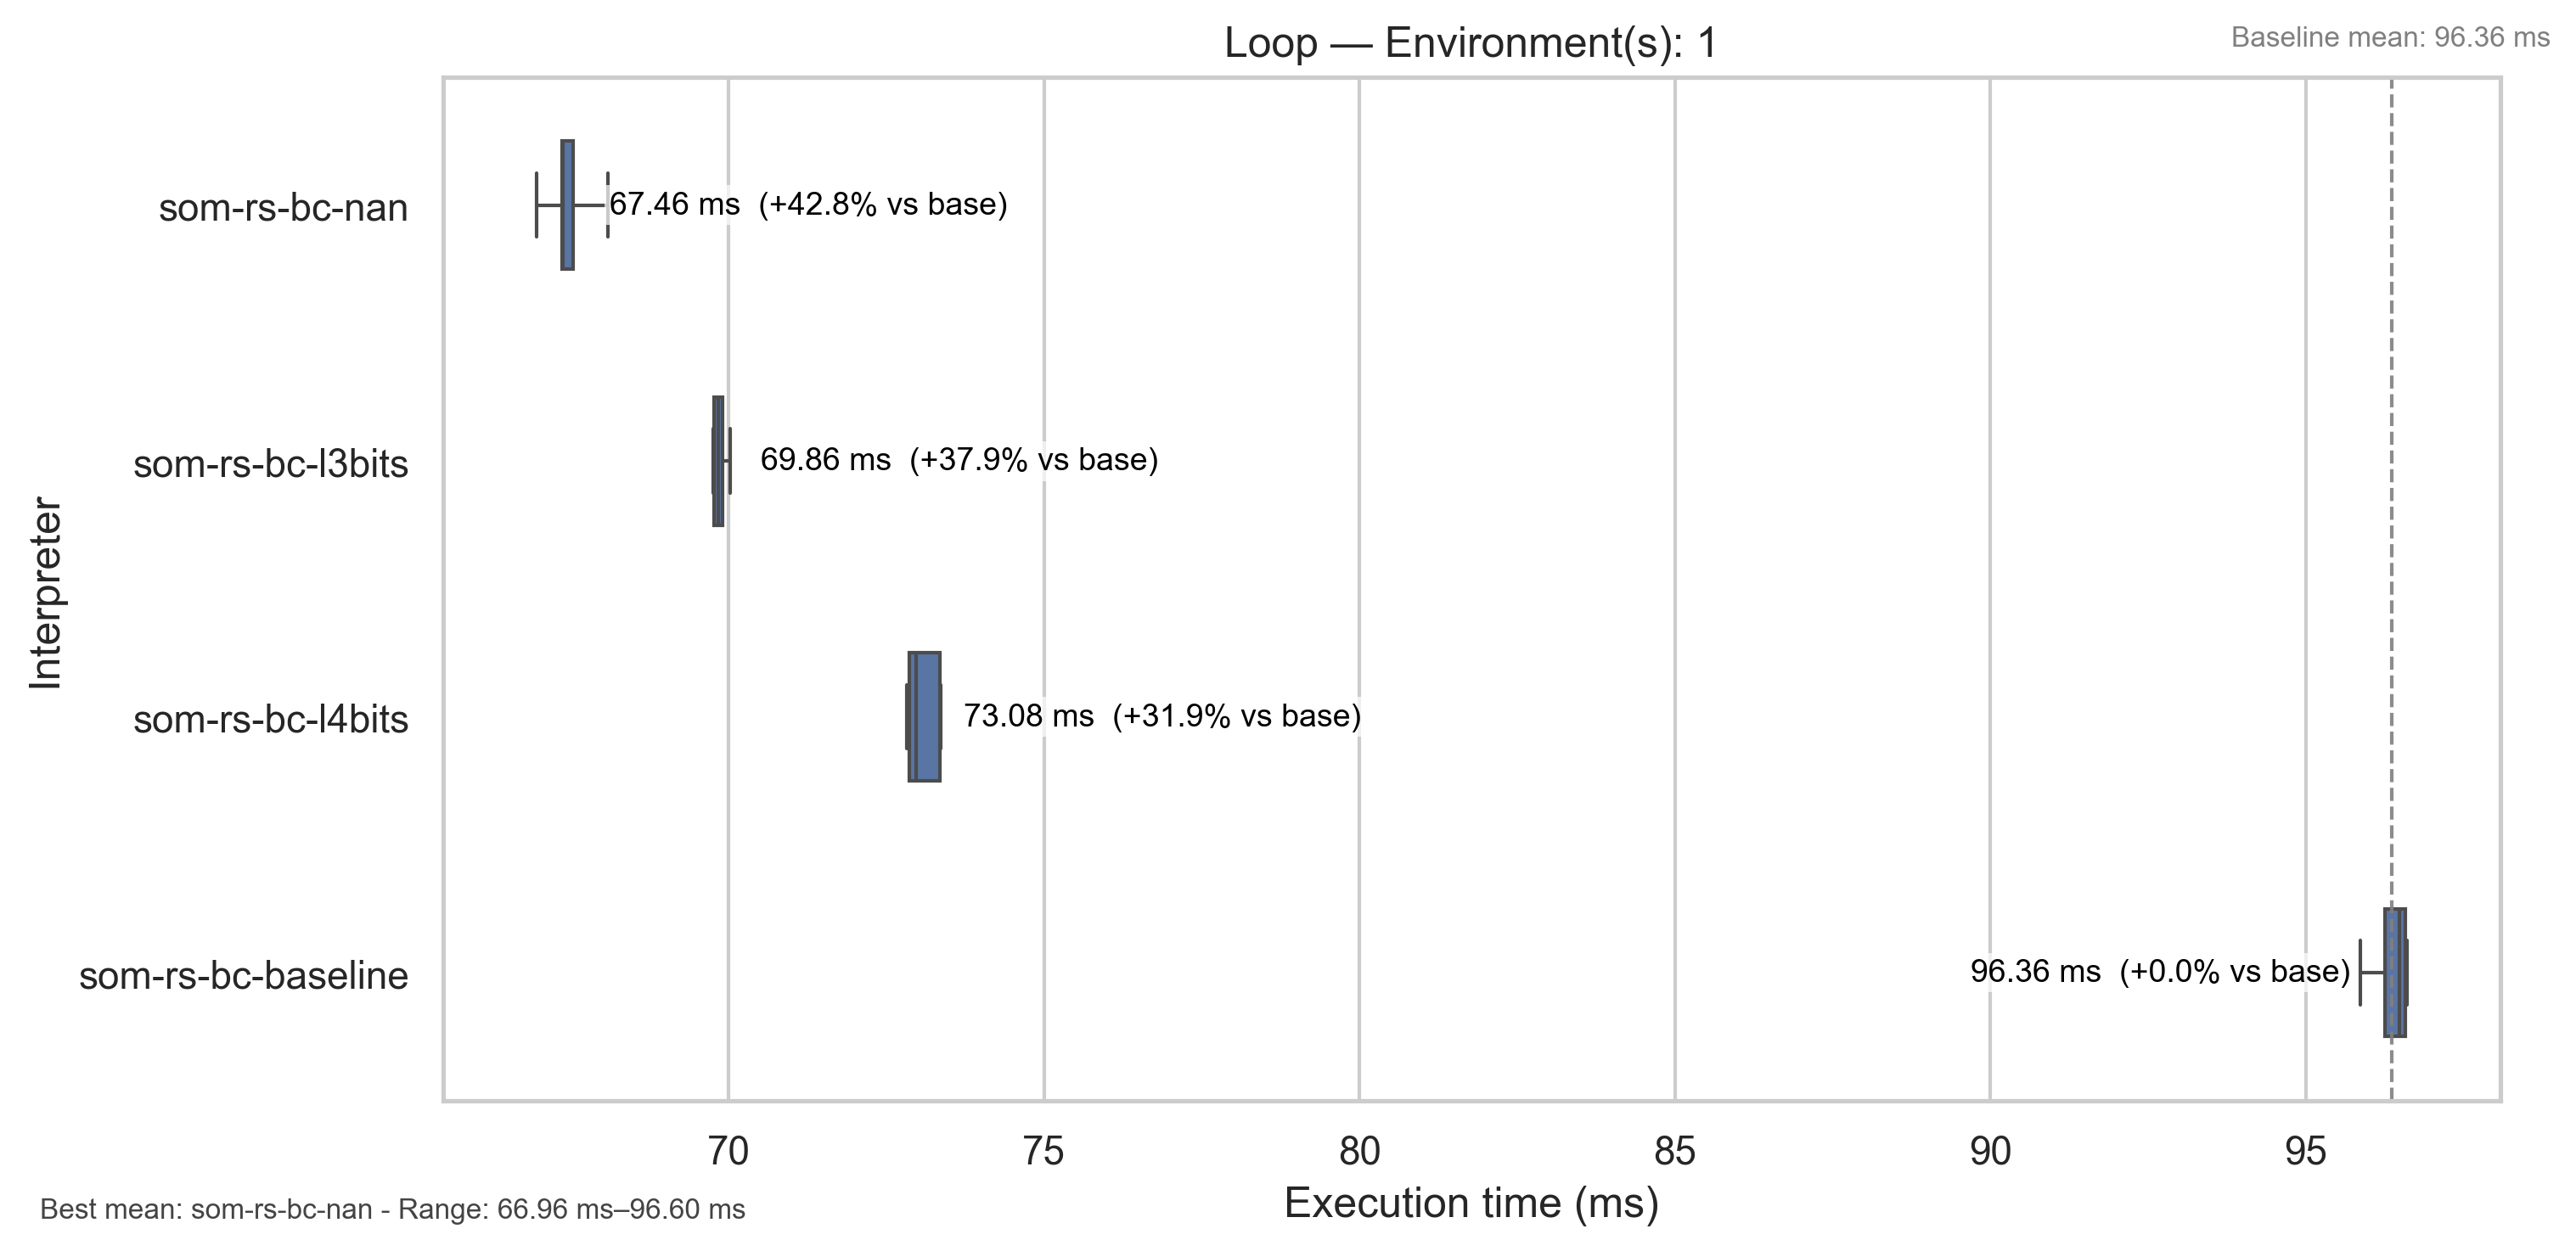 Loop — Environment(s): 1
Baseline mean: 96.36 ms
som-rs-bc-nan
67.46 ms (+42.8% vs base)
som-rs-bc-l3bits
69.86 ms (+37.9% vs base)
som-rs-bc-l4bits
73.08 ms (+31.9% vs base)
som-rs-bc-baseline
96.36 ms (+0.0% vs base)
Interpreter
70 75 80 85 90 95
Execution time (ms)
Best mean: som-rs-bc-nan - Range: 66.96 ms–96.60 ms